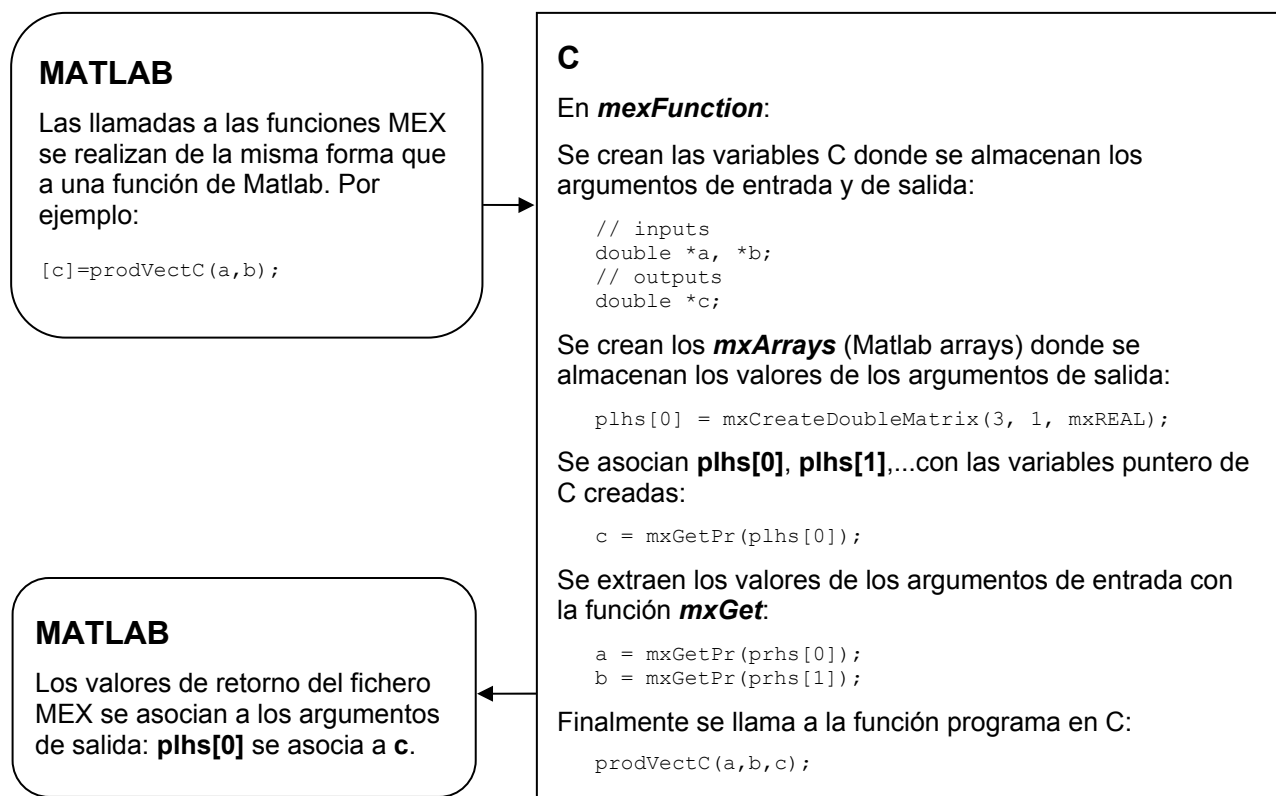 MATLAB
Las llamadas a las funciones MEX
se realizan de la misma forma que
a una función de Matlab. Por
ejemplo:
[c]=prodVectC(a,b);
C
En mexFunction:
Se crean las variables C donde se almacenan los
argumentos de entrada y de salida:
// inputs
double *a, *b;
// outputs
double *c;
Se crean los mxArrays (Matlab arrays) donde se
almacenan los valores de los argumentos de salida:
plhs[0] = mxCreateDoubleMatrix(3, 1, mxREAL);
Se asocian plhs[0], plhs[1],...con las variables puntero de
C creadas:
c = mxGetPr(plhs[0]);
Se extraen los valores de los argumentos de entrada con
la función mxGet:
a = mxGetPr(prhs[0]);
b = mxGetPr(prhs[1]);
Finalmente se llama a la función programa en C:
prodVectC(a,b,c);
MATLAB
Los valores de retorno del fichero
MEX se asocian a los argumentos
de salida: plhs[0] se asocia a c.